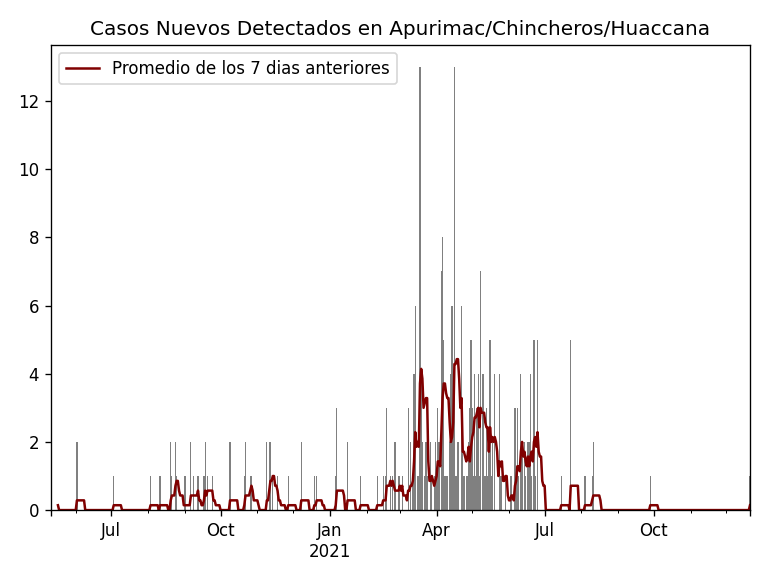 Casos Nuevos Detectados en Apurimac/Chincheros/Huaccana
Promedio de los 7 dias anteriores
12
10
8
6
4
2
0
Jul
Oct
Jan
2021
Apr
Jul
Oct